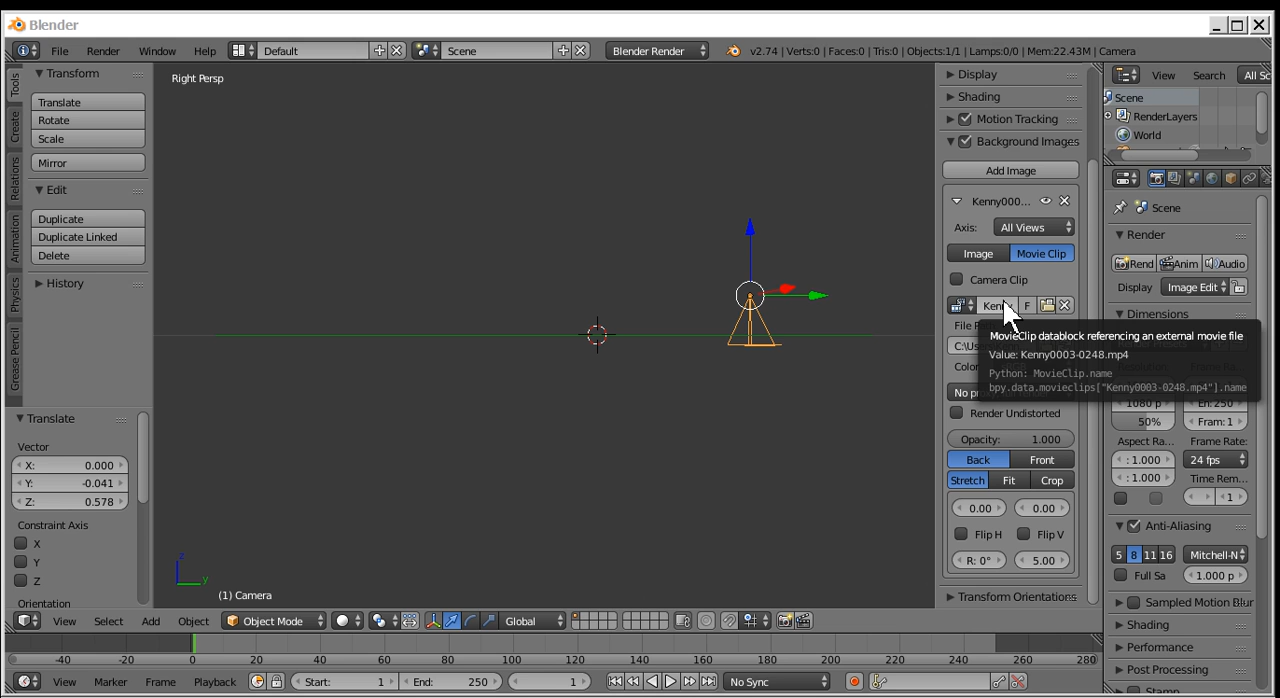 Blender
File Render Window Help Default Scene Blender Render v2.74 | Verts:0 | Faces:0 | Tris:0 | Objects:1/1 | Lamps:0/0 | Mem:22.43M | Camera
Tools
Create
Relations
Animation
Physics
Grease Pencil
Transform
Translate
Rotate
Scale
Mirror
Edit
Duplicate
Duplicate Linked
Delete
History
Translate
Vector
X: 0.000
Y: -0.041
Z: 0.578
Constraint Axis
X
Y
Z
Orientation
Right Persp
z
y
(1) Camera
Display
Shading
Motion Tracking
Background Images
Add Image
Kenny000...
Axis: All Views
Image Movie Clip
Camera Clip
F
C:\Use
MovieClip datablock referencing an external movie file
Value: Kenny0003-0248.mp4
Python: MovieClip.name
bpy.data.movieclips["Kenny0003-0248.mp4"].name
Render Undistorted
Opacity: 1.000
Back Front
Stretch Fit Crop
0.00 0.00
Flip H Flip V
R: 0° 5.00
Transform Orientations
View Search All Sc
Scene
RenderLayers
World
Scene
Render
Rend Anim Audio
Display Image Edit
Dimensions
1080 p En: 250
50% Fram: 1
Aspect Ra... Frame Rate:
: 1.000 24 fps
: 1.000 Time Rem...
1
Anti-Aliasing
5 8 11 16 Mitchell-N
Full Sa 1.000 p
Sampled Motion Blur
Shading
Performance
Post Processing
Stamp
View Select Add Object Object Mode Global
-40 -20 0 20 40 60 80 100 120 140 160 180 200 220 240 260 280
View Marker Frame Playback Start: 1 End: 250 1 No Sync